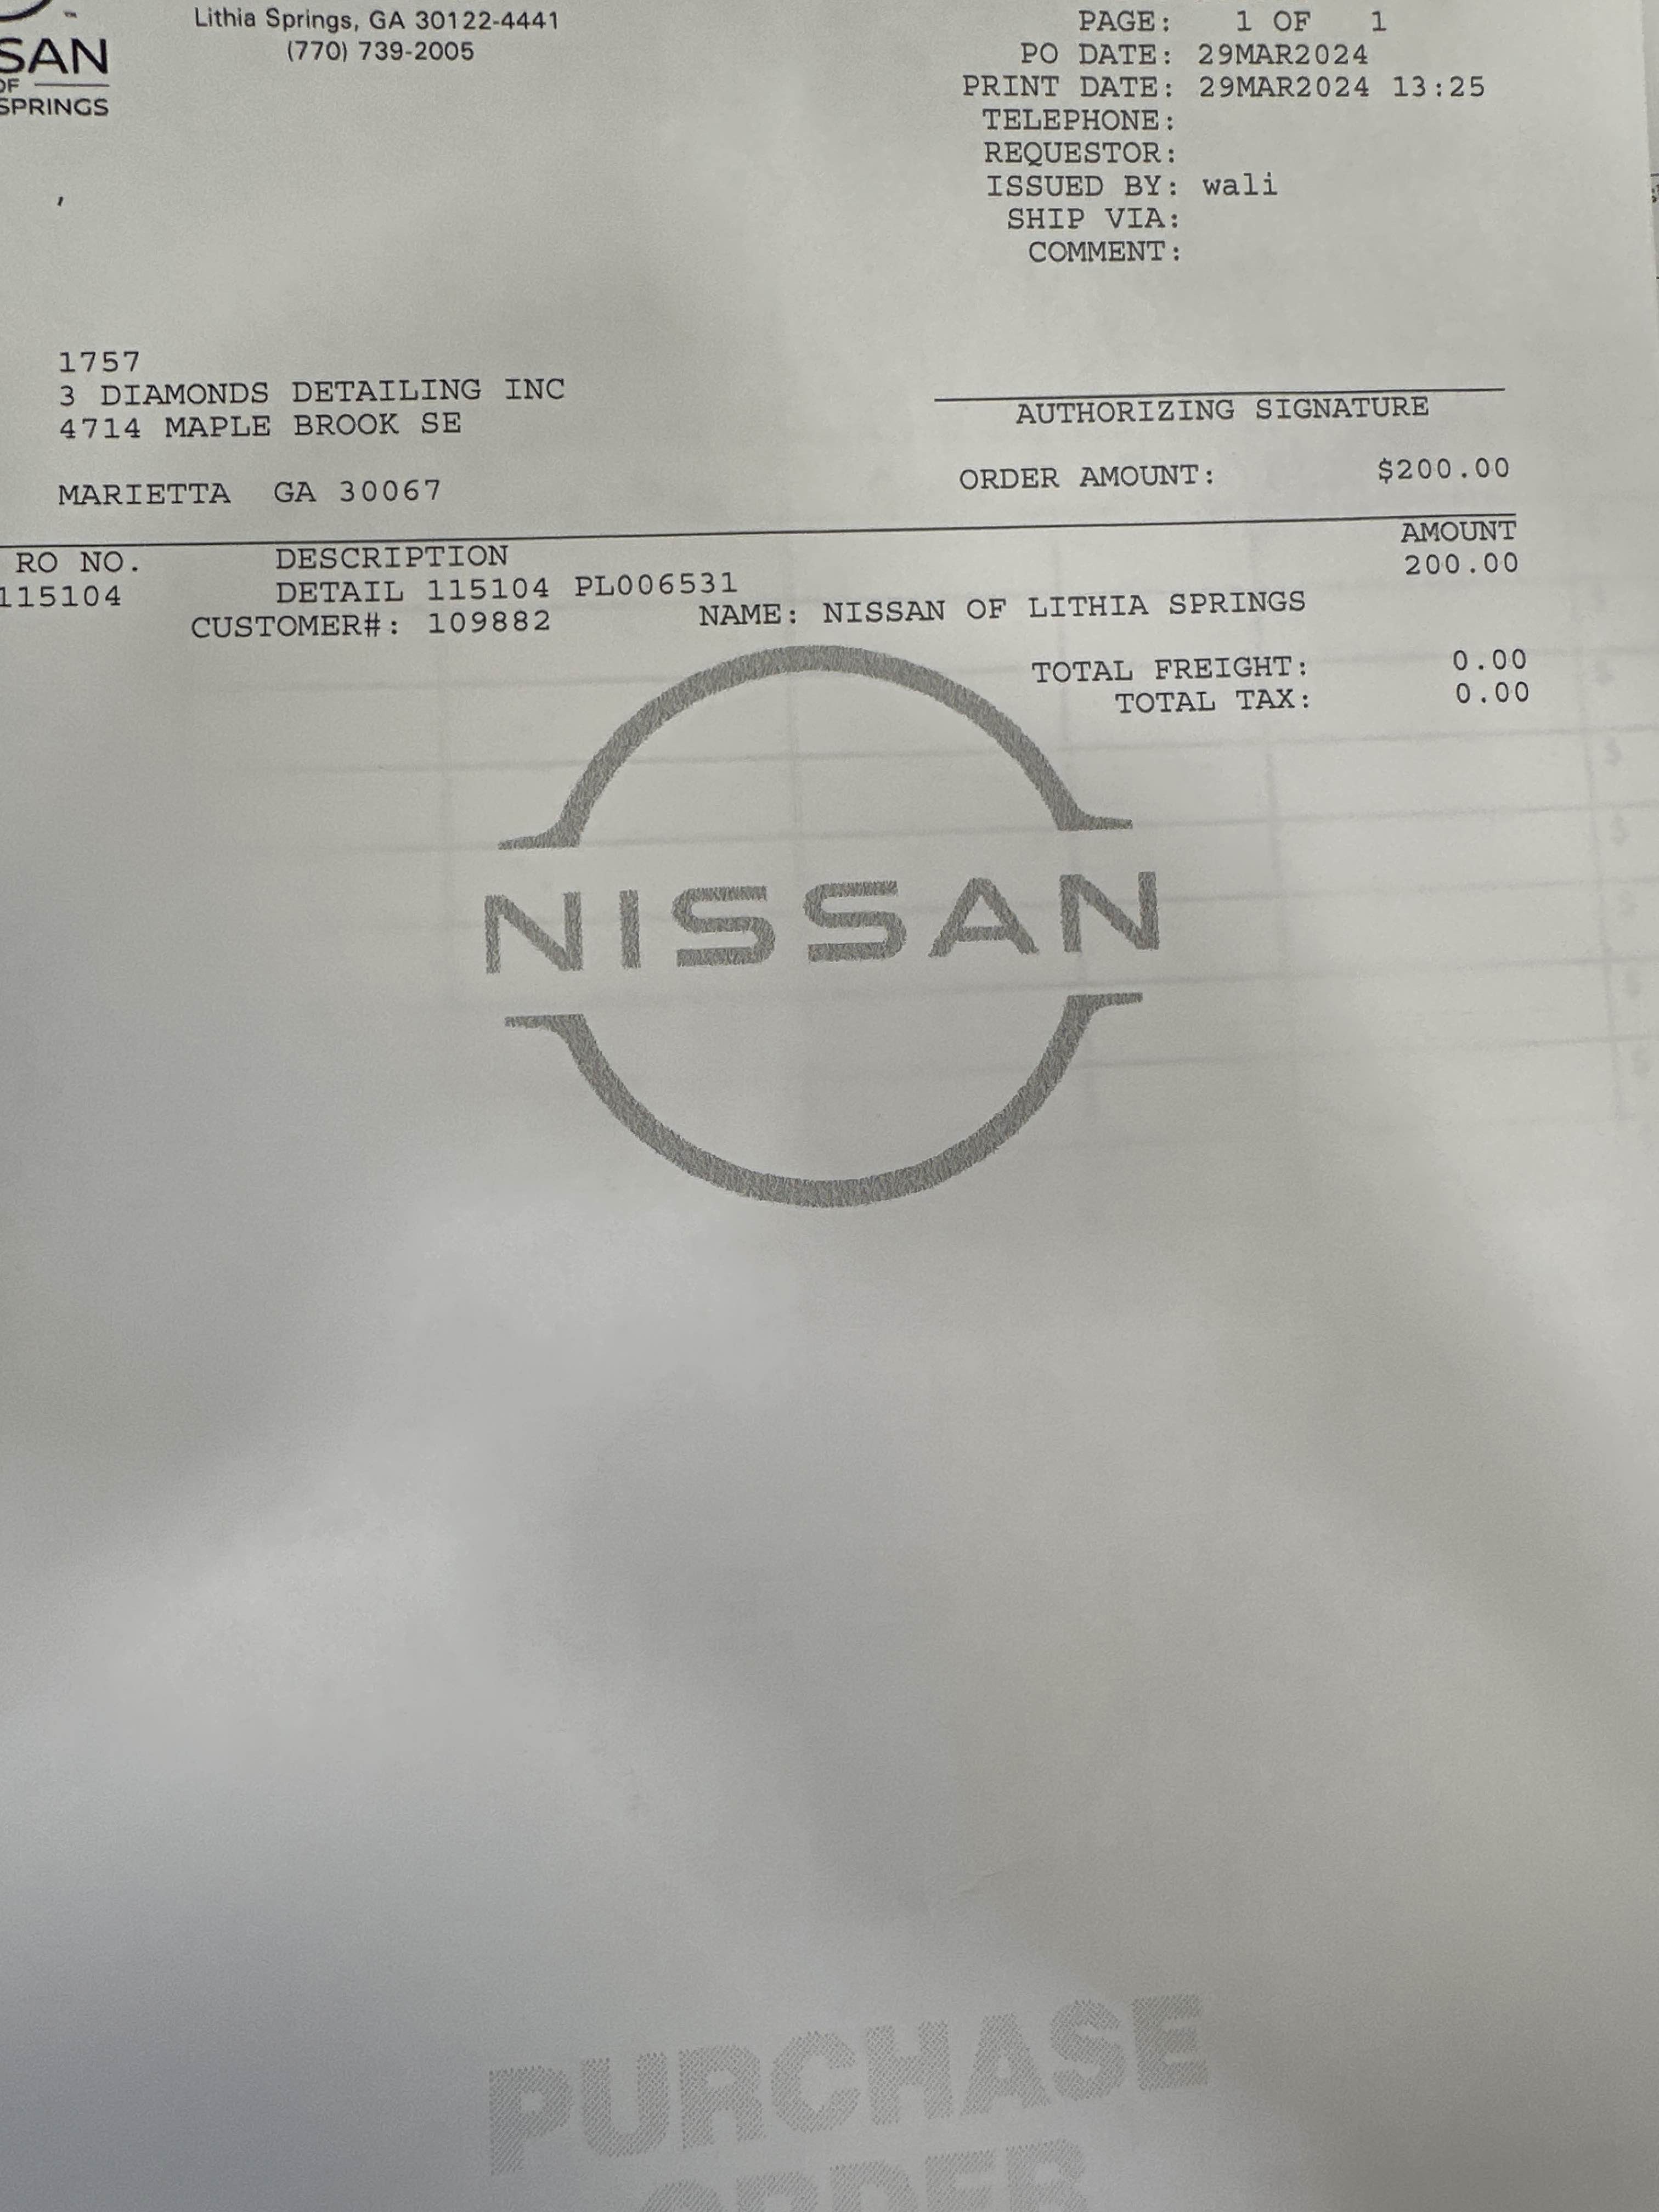 Lithia Springs, GA 30122-4441
(770) 739-2005
SAN
OF
SPRINGS
PAGE: 1 OF 1
PO DATE: 29MAR2024
PRINT DATE: 29MAR2024 13:25
TELEPHONE:
REQUESTOR:
ISSUED BY: wali
SHIP VIA:
COMMENT:
,
1757
3 DIAMONDS DETAILING INC
4714 MAPLE BROOK SE
MARIETTA GA 30067
AUTHORIZING SIGNATURE
ORDER AMOUNT: $200.00
RO NO. DESCRIPTION AMOUNT
115104 DETAIL 115104 PL006531 200.00
CUSTOMER#: 109882 NAME: NISSAN OF LITHIA SPRINGS
TOTAL FREIGHT: 0.00
TOTAL TAX: 0.00
NISSAN
PURCHASE
ORDER